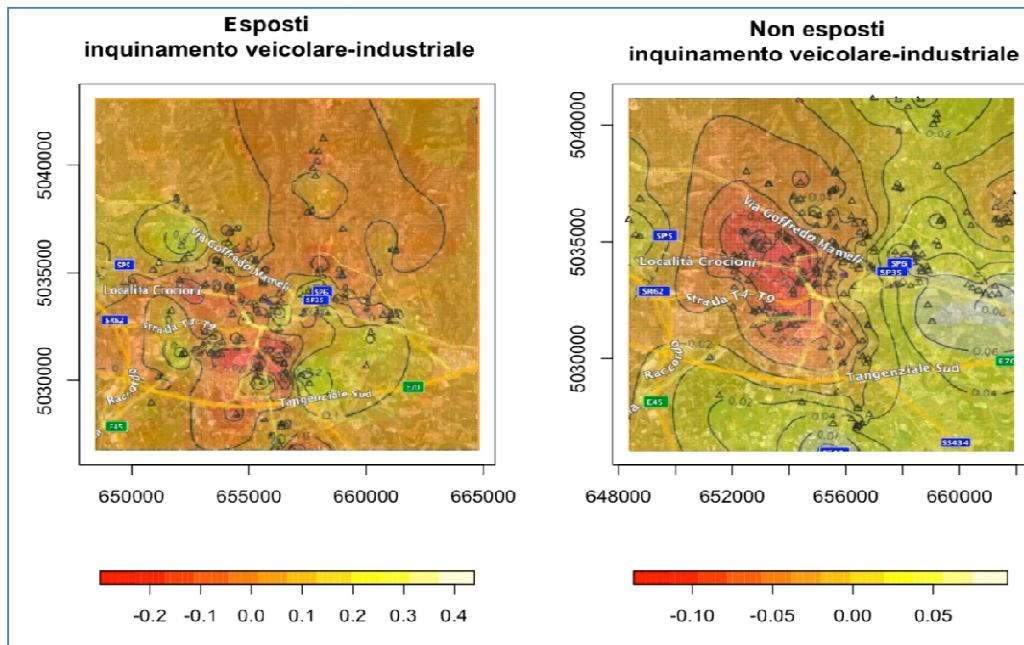 Esposti
inquinamento veicolare-industriale
Non esposti
inquinamento veicolare-industriale
5040000
5035000
5030000
Via Goffredo Mameli
SP5
Località Crocioni
SP6
SP35
SR62
Strada T4-T9
Raccordo
Tangenziale Sud
E70
E45
650000
655000
660000
665000
-0.2
-0.1
0.0
0.1
0.2
0.3
0.4
5040000
5035000
5030000
0.02
Via Goffredo Mameli
SP5
Località Crocioni
SP6
SP35
SR62
Strada T4-T9
Raccordo
Tangenziale Sud
E70
E45
SS434
648000
652000
656000
660000
-0.10
-0.05
0.00
0.05